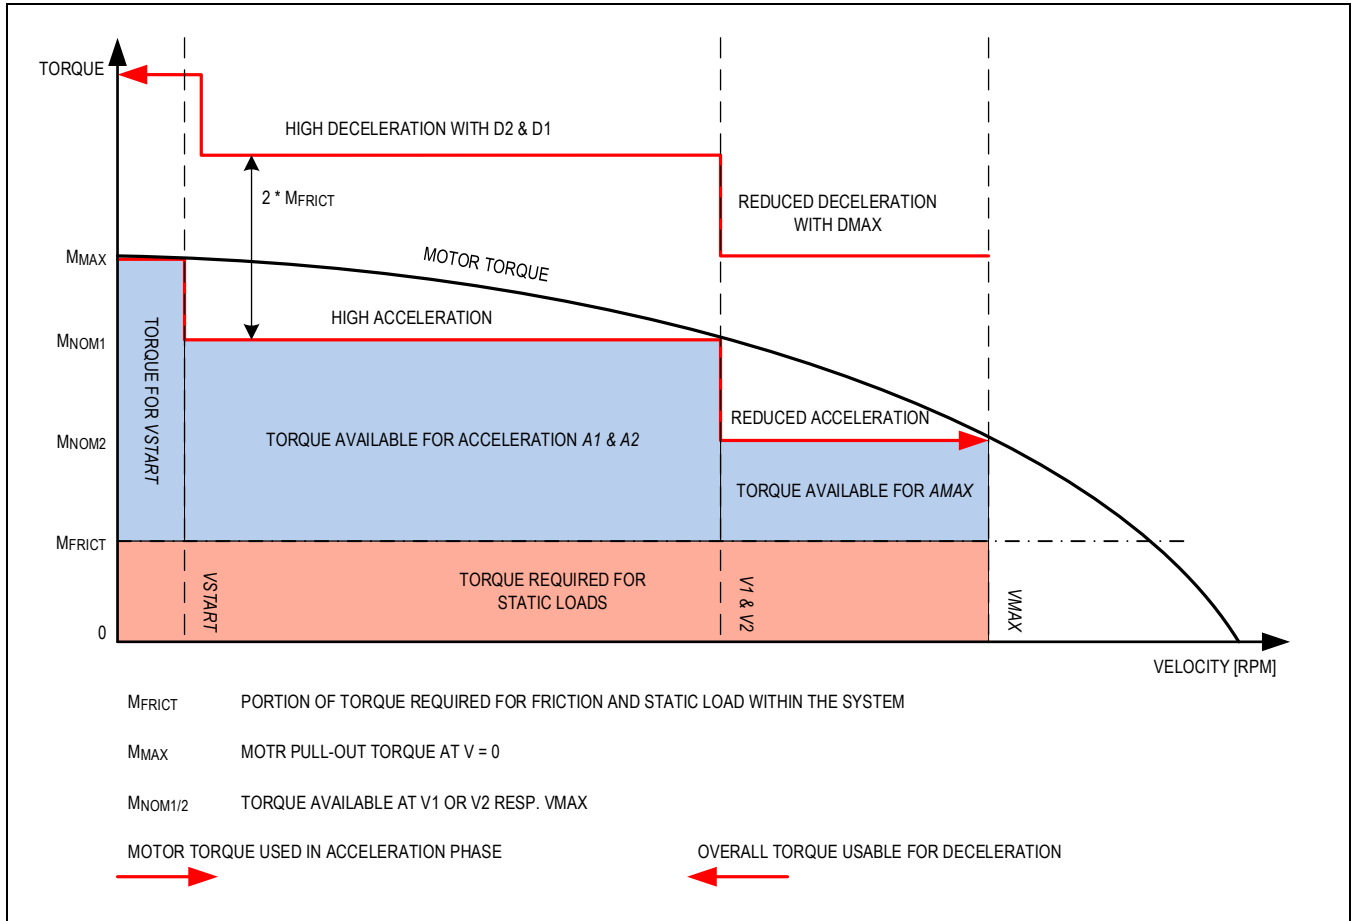 TORQUE
HIGH DECELERATION WITH D2 & D1
2 * MFRICT
REDUCED DECELERATION
WITH DMAX
MMAX
MOTOR TORQUE
HIGH ACCELERATION
MNOM1
TORQUE FOR VSTART
REDUCED ACCELERATION
MNOM2
TORQUE AVAILABLE FOR ACCELERATION A1 & A2
TORQUE AVAILABLE FOR AMAX
MFRICT
TORQUE REQUIRED FOR
STATIC LOADS
VSTART
V1 & V2
VMAX
0
VELOCITY [RPM]
MFRICT PORTION OF TORQUE REQUIRED FOR FRICTION AND STATIC LOAD WITHIN THE SYSTEM
MMAX MOTR PULL-OUT TORQUE AT V = 0
MNOM1/2 TORQUE AVAILABLE AT V1 OR V2 RESP. VMAX
MOTOR TORQUE USED IN ACCELERATION PHASE
OVERALL TORQUE USABLE FOR DECELERATION